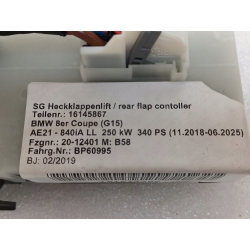 SG Heckklappenlift / rear flap contoller
Teilenr.: 16145867
BMW 8er Coupe (G15)
AE21 - 840iA LL 250 kW 340 PS (11.2018-06.2025)
Fzgnr.: 20-12401 M: B58
Fahrg.Nr.: BP60995
BJ: 02/2019